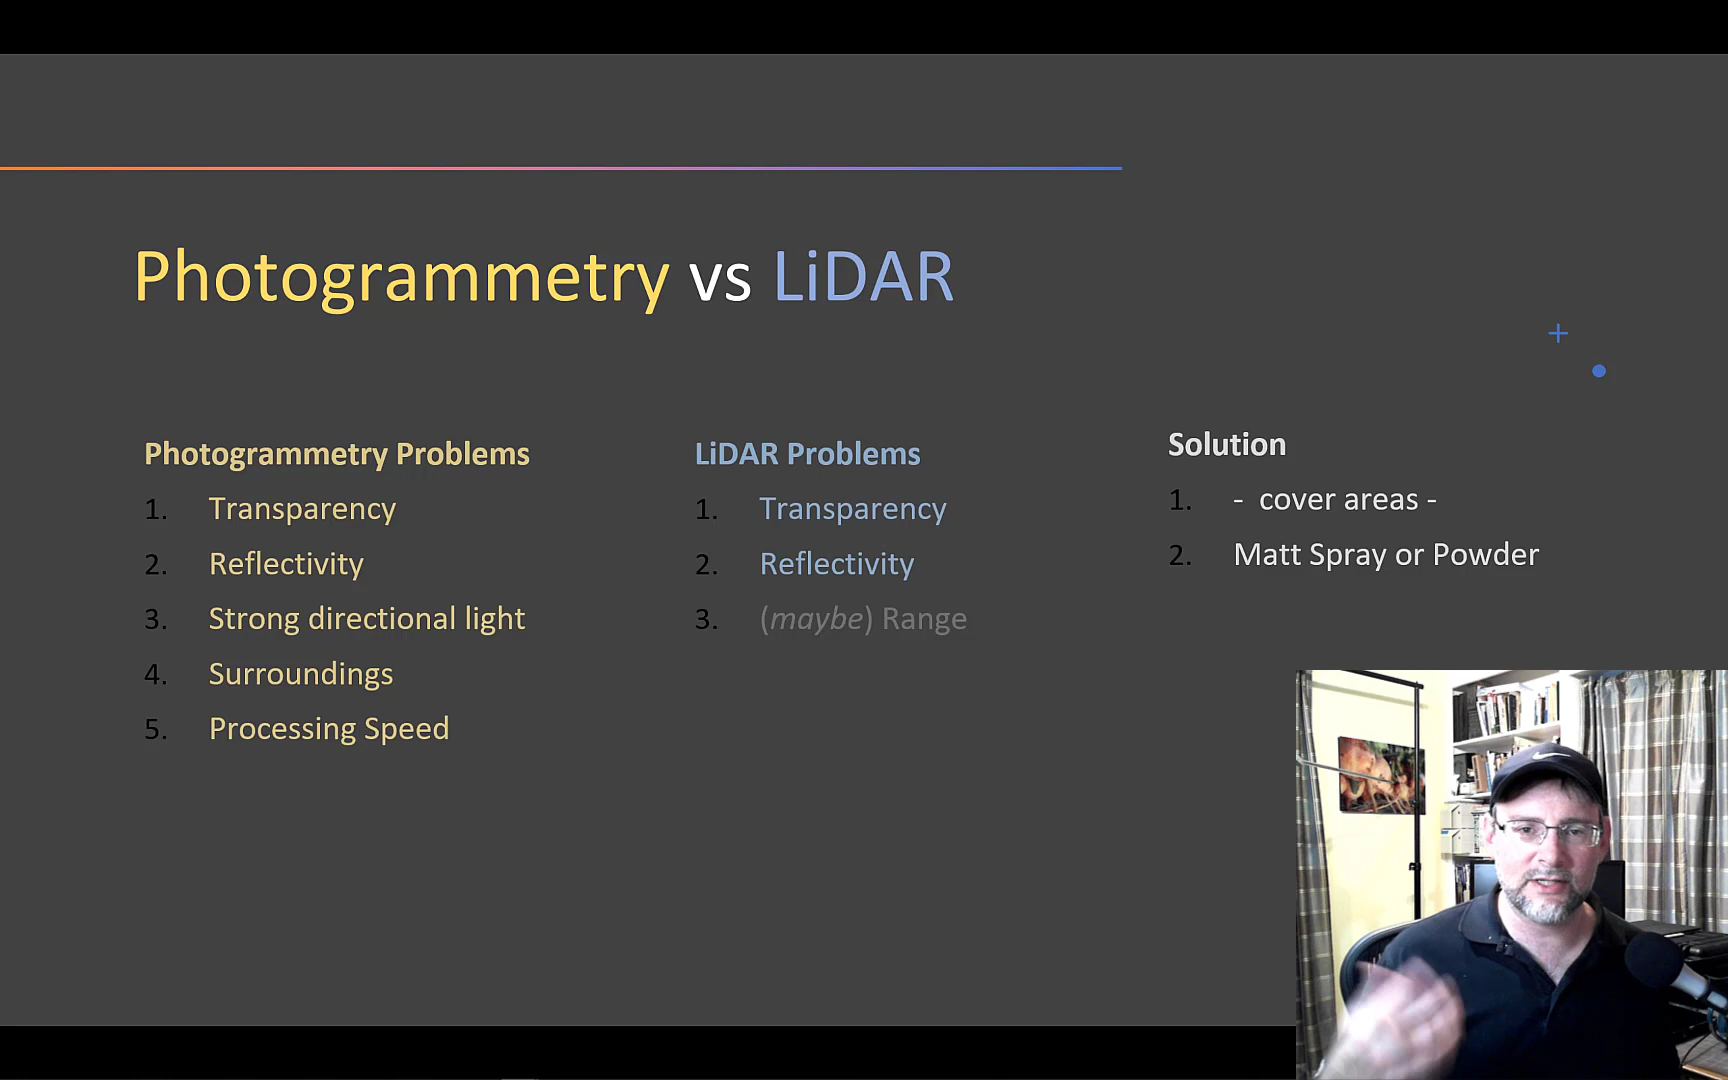 Photogrammetry vs LiDAR
Photogrammetry Problems
1. Transparency
2. Reflectivity
3. Strong directional light
4. Surroundings
5. Processing Speed
LiDAR Problems
1. Transparency
2. Reflectivity
3. (maybe) Range
Solution
1. - cover areas -
2. Matt Spray or Powder